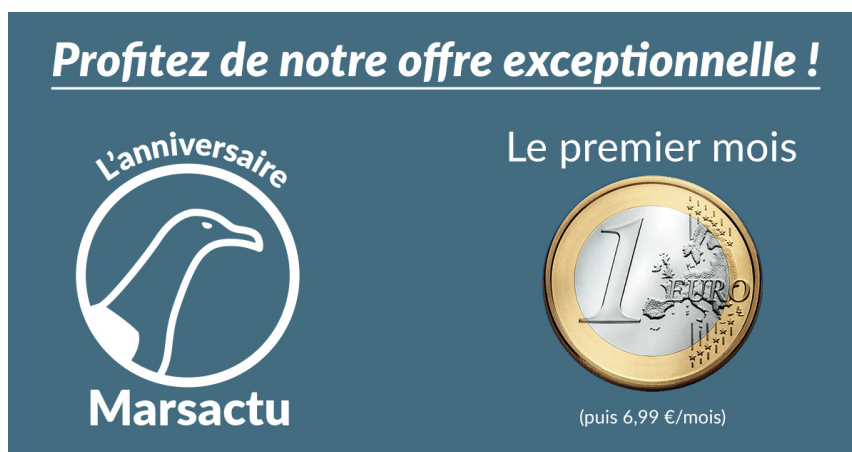 Profitez de notre offre exceptionnelle !
L'anniversaire
Marsactu
Le premier mois
1 EURO
(puis 6,99 €/mois)